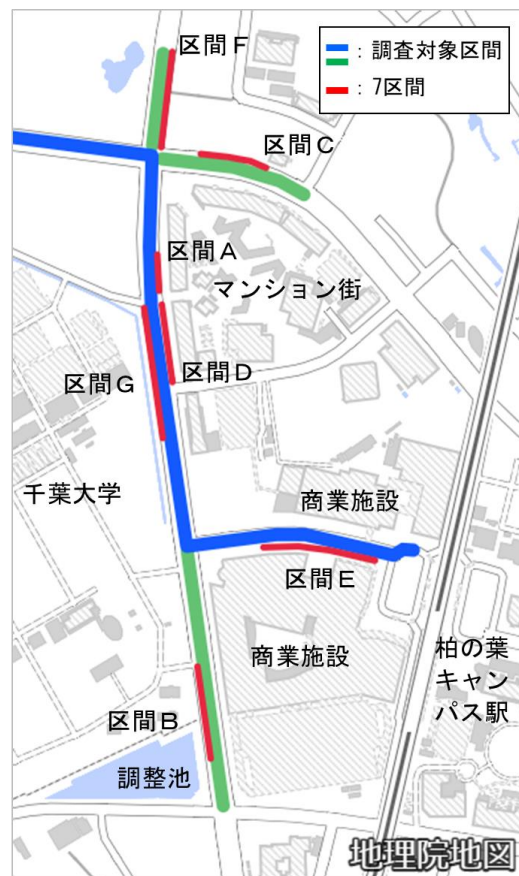 区間F
：調査対象区間
：7区間
区間C
区間A
マンション街
区間D
区間G
千葉大学
商業施設
区間E
商業施設
柏の葉
キャン
パス駅
区間B
調整池
地理院地図